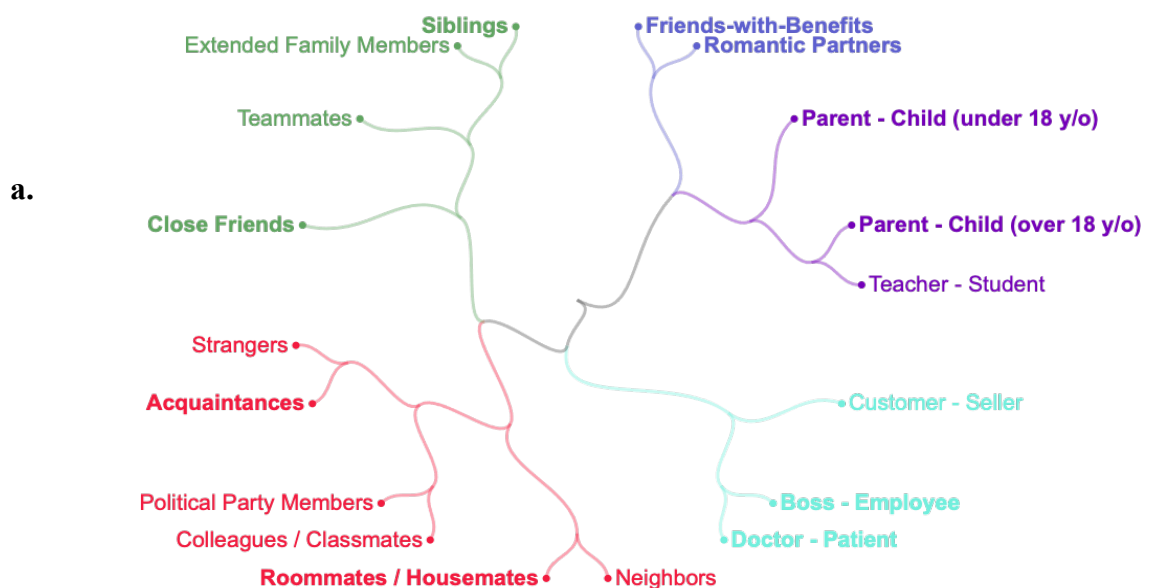 a.
Siblings
Extended Family Members
Teammates
Close Friends
Strangers
Acquaintances
Political Party Members
Colleagues / Classmates
Roommates / Housemates
Neighbors
Friends-with-Benefits
Romantic Partners
Parent - Child (under 18 y/o)
Parent - Child (over 18 y/o)
Teacher - Student
Customer - Seller
Boss - Employee
Doctor - Patient